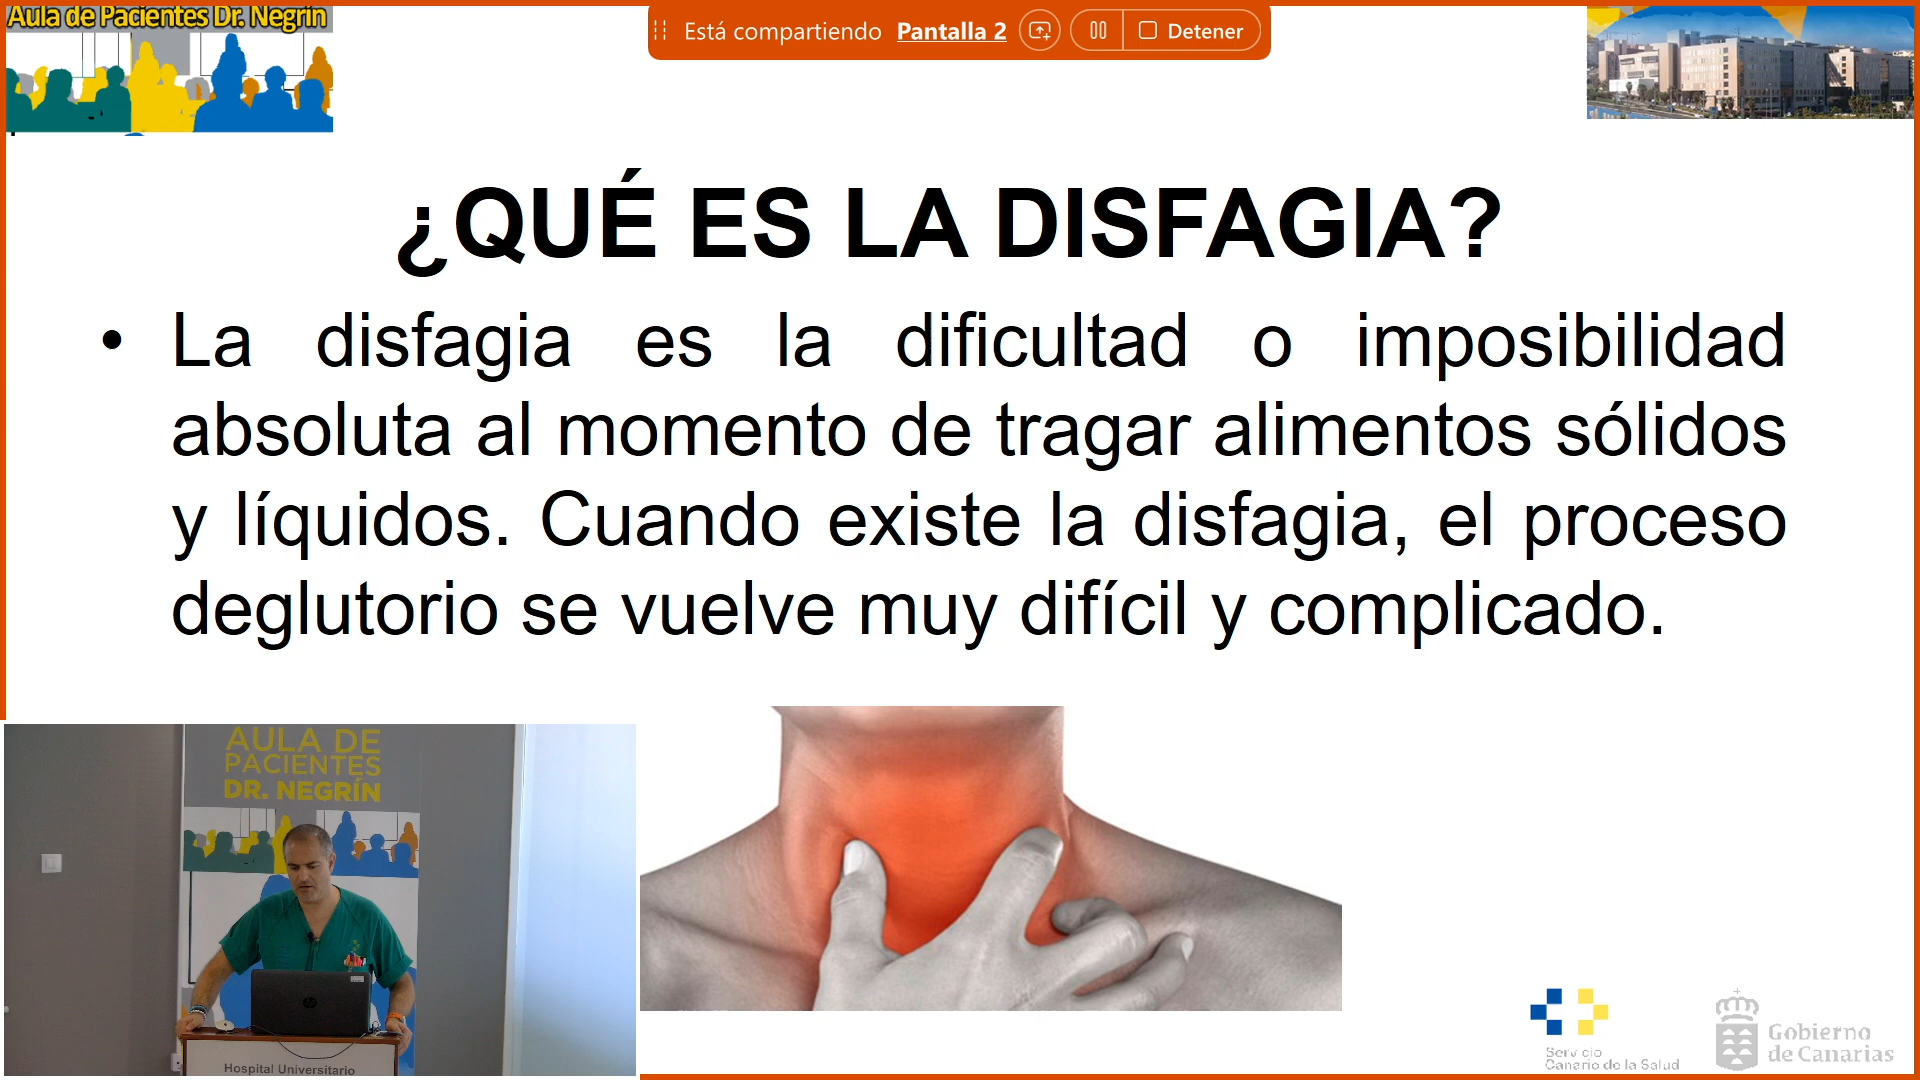 Aula de Pacientes Dr. Negrín
Está compartiendo Pantalla 2
Detener
¿QUÉ ES LA DISFAGIA?
• La disfagia es la dificultad o imposibilidad
absoluta al momento de tragar alimentos sólidos
y líquidos. Cuando existe la disfagia, el proceso
deglutorio se vuelve muy difícil y complicado.
AULA DE
PACIENTES
DR. NEGRÍN
hp
Hospital Universitario
Servicio
Canario de la Salud
Gobierno
de Canarias